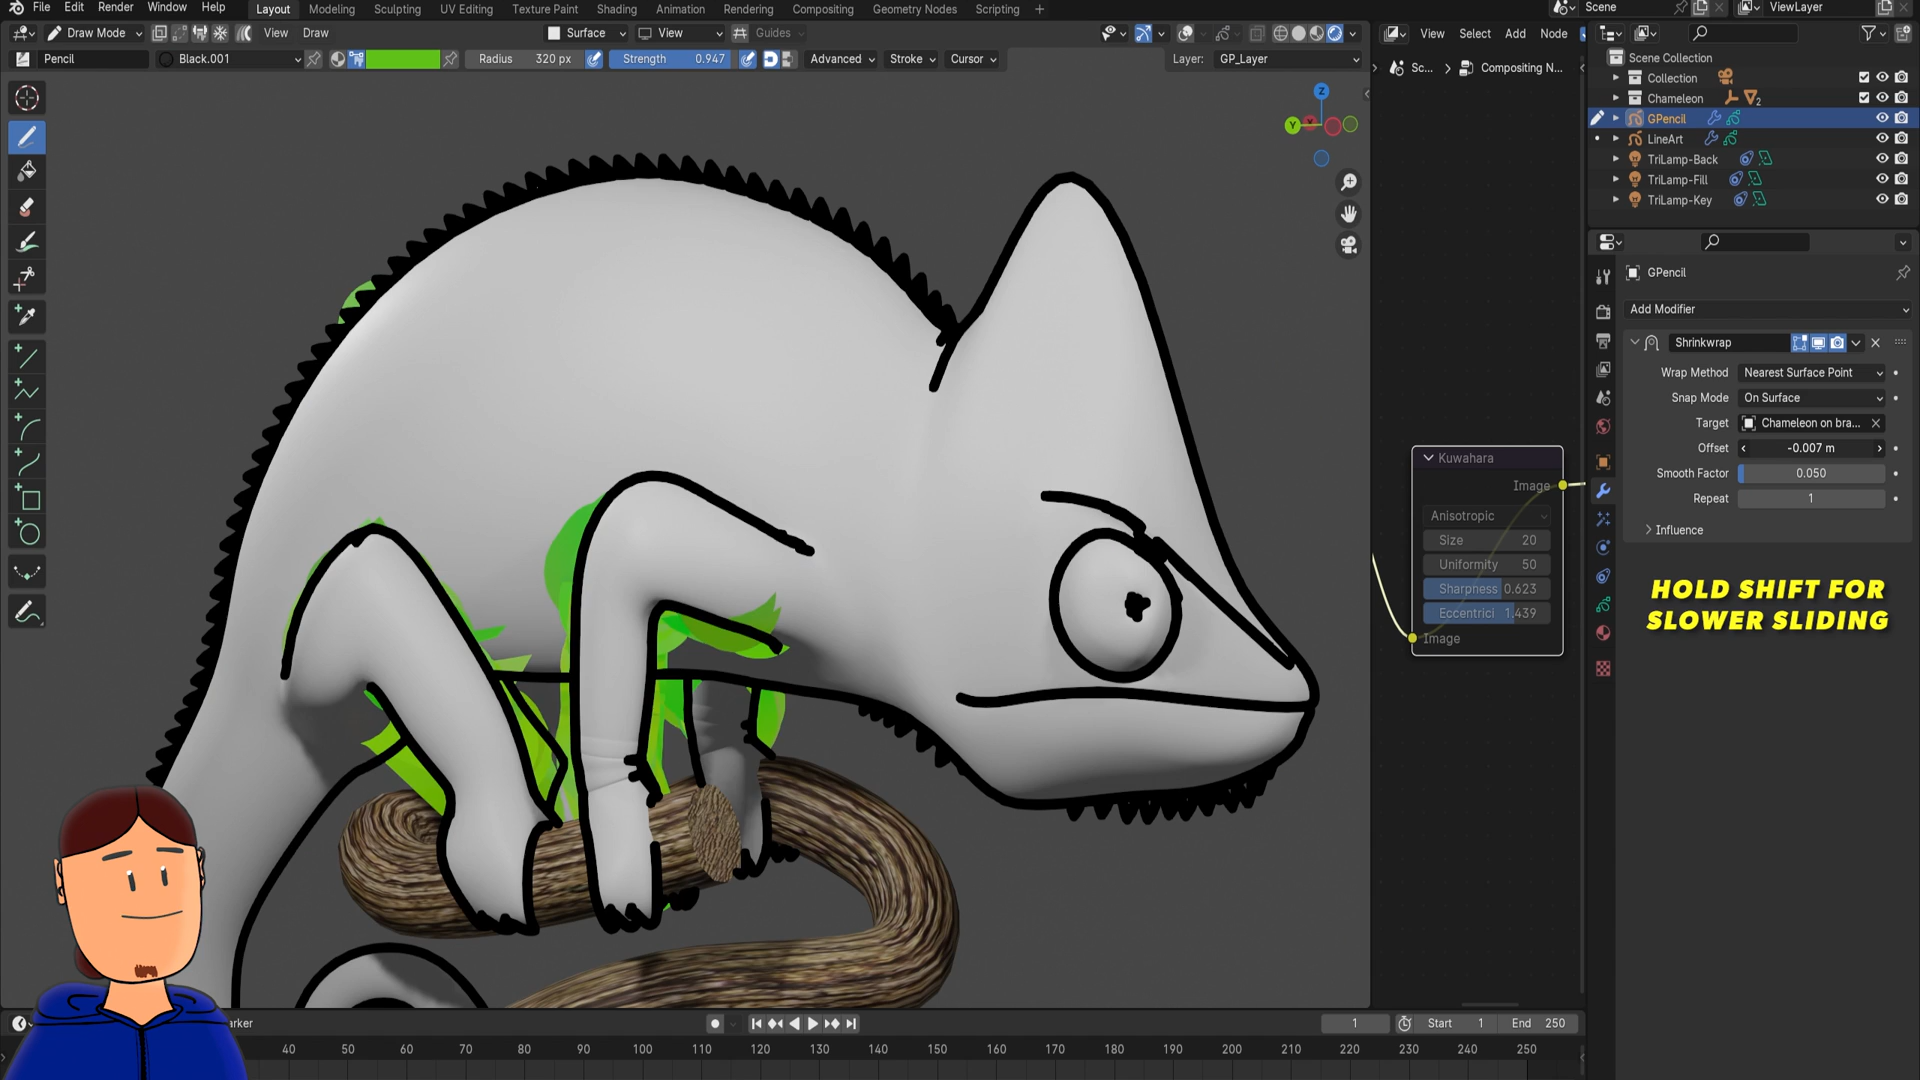 File Edit Render Window Help Layout Modeling Sculpting UV Editing Texture Paint Shading Animation Rendering Compositing Geometry Nodes Scripting + Scene ViewLayer
Draw Mode View Draw Surface View Guides View Select Add Node
Pencil Black.001 Radius 320 px Strength 0.947 Advanced Stroke Cursor Layer: GP_Layer
Sc... > Compositing N...
Scene Collection
Collection
Chameleon 2
GPencil
LineArt
TriLamp-Back
TriLamp-Fill
TriLamp-Key
Z
Y
GPencil
Add Modifier
Shrinkwrap
Wrap Method Nearest Surface Point
Snap Mode On Surface
Target Chameleon on bra...
Offset -0.007 m
Smooth Factor 0.050
Repeat 1
Influence
Kuwahara
Image
Anisotropic
Size 20
Uniformity 50
Sharpness 0.623
Eccentrici 1.439
Image
HOLD SHIFT FOR
SLOWER SLIDING
arker 1 Start 1 End 250
40 50 60 70 80 90 100 110 120 130 140 150 160 170 180 190 200 210 220 230 240 250